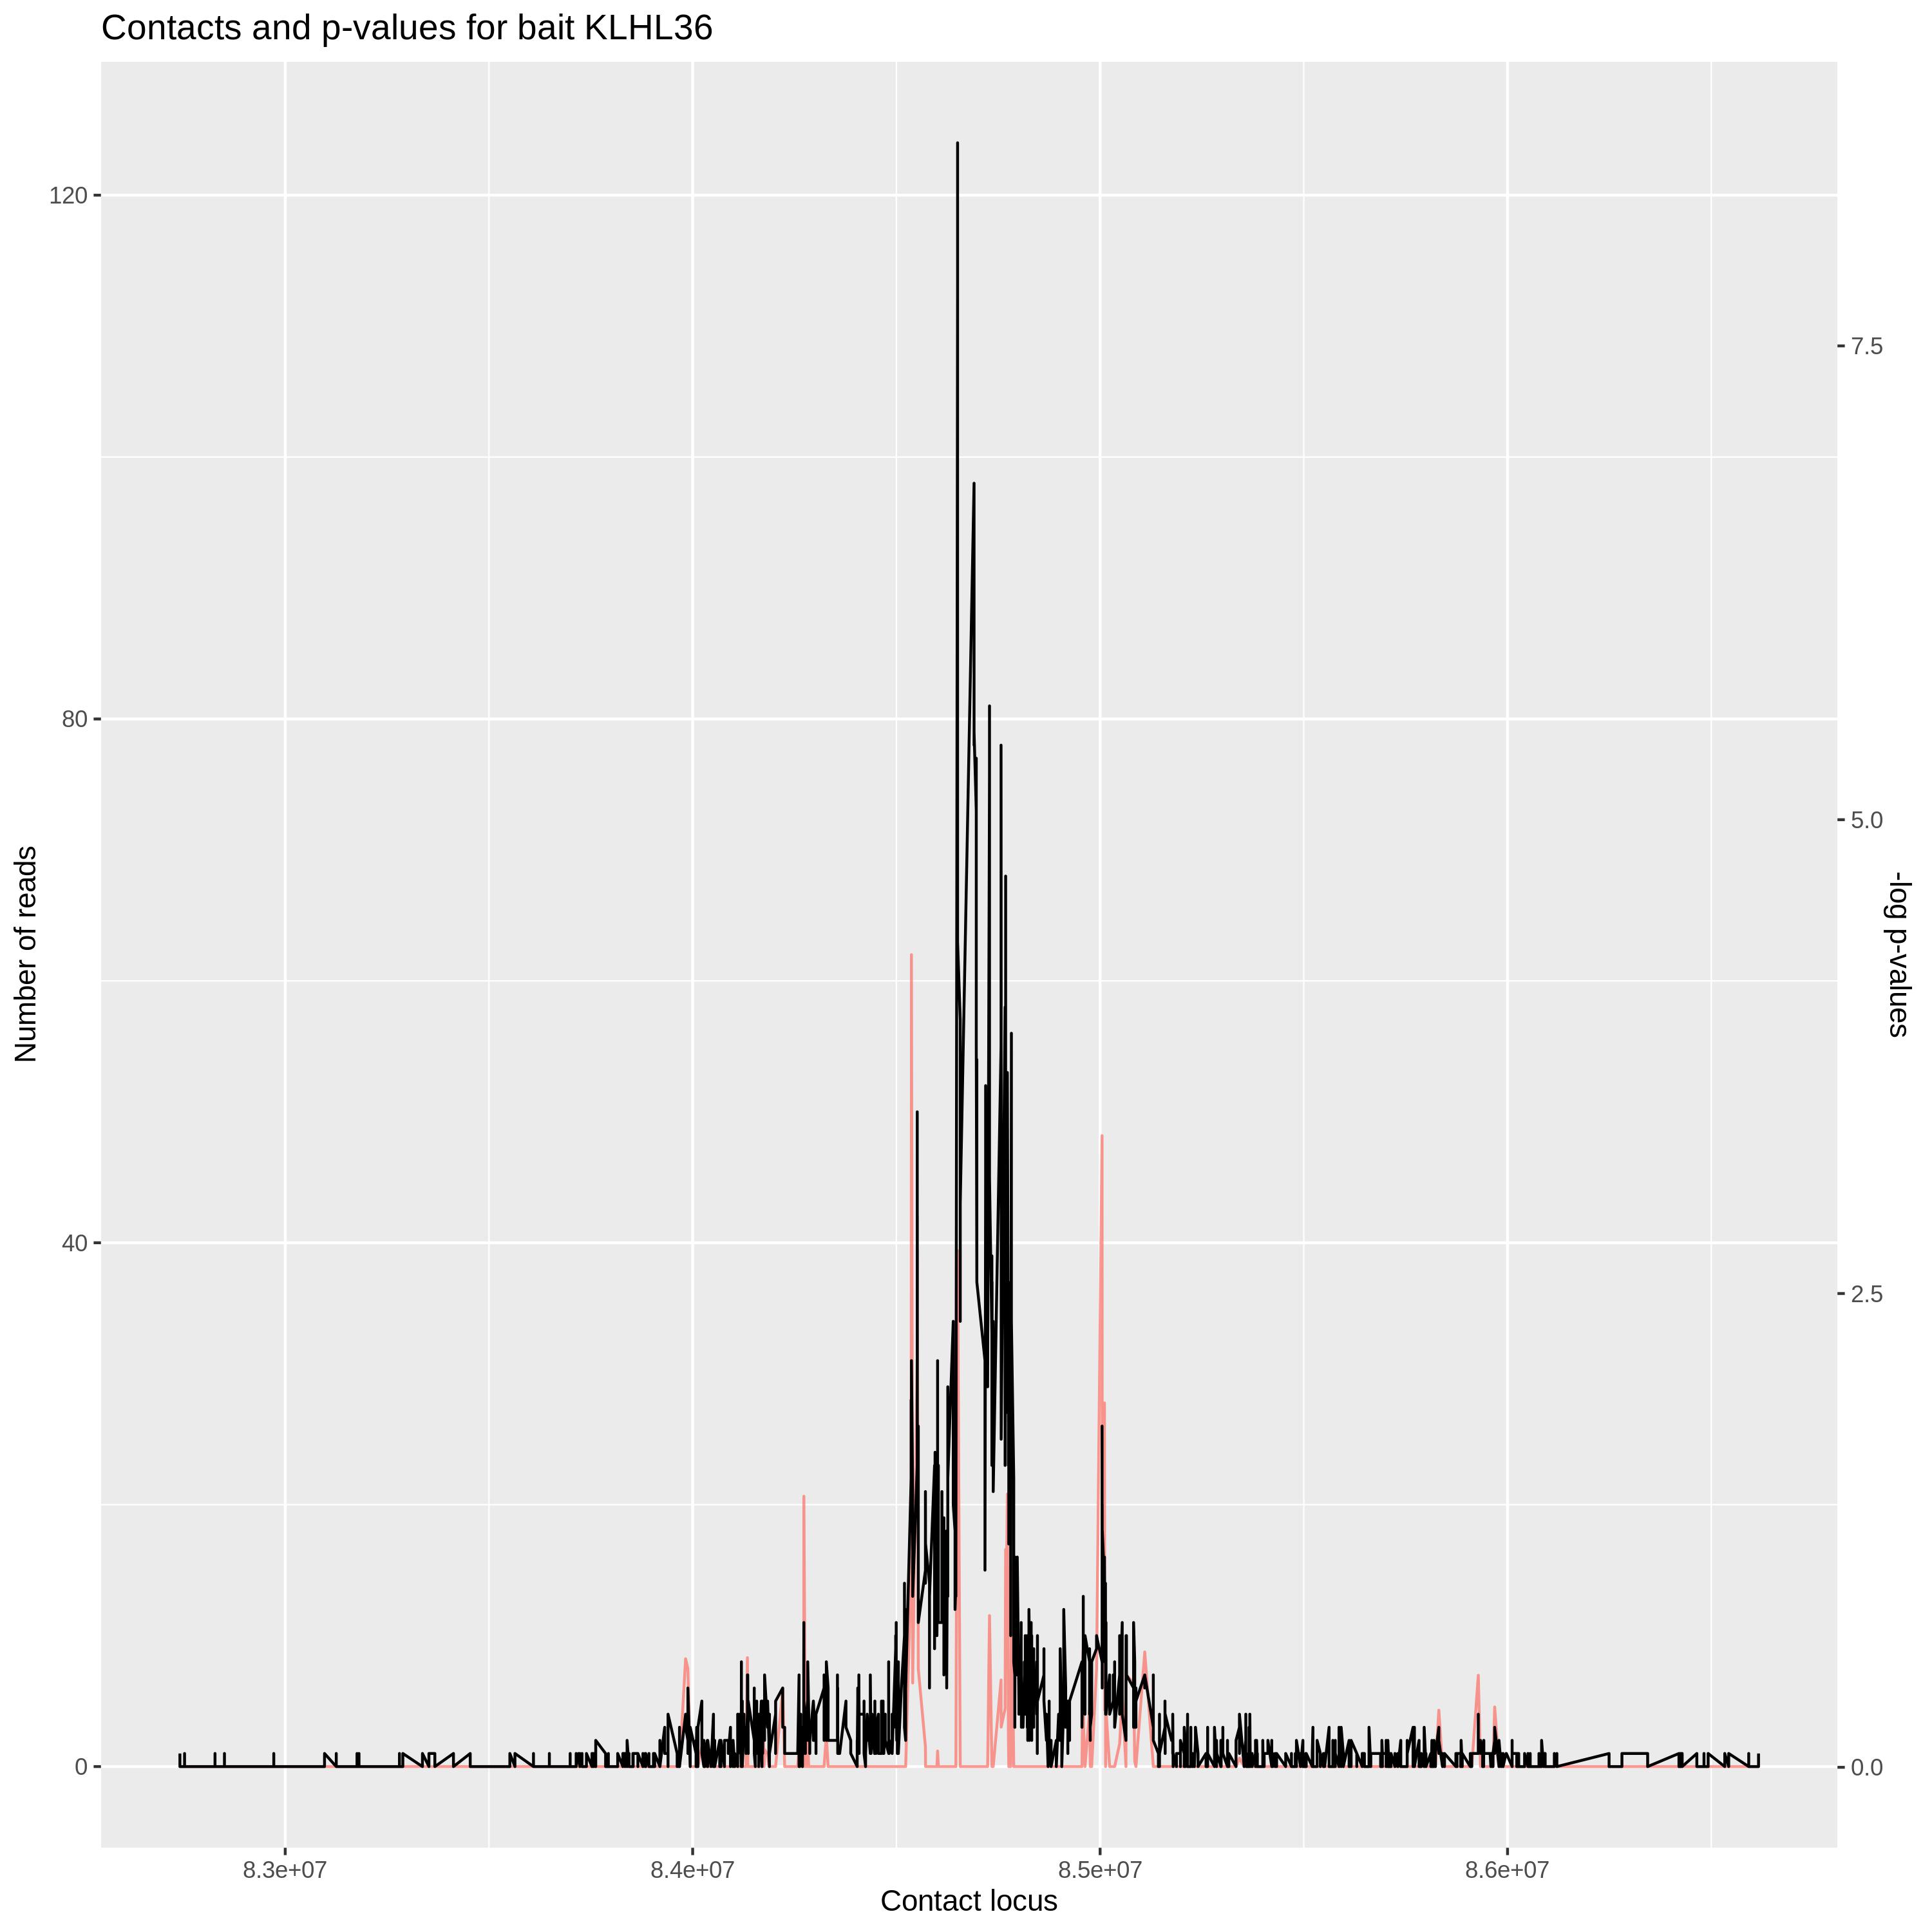 Contacts and p-values for bait KLHL36
120
80
40
0
Number of reads
7.5
5.0
2.5
0.0
-log p-values
8.3e+07
8.4e+07
8.5e+07
8.6e+07
Contact locus